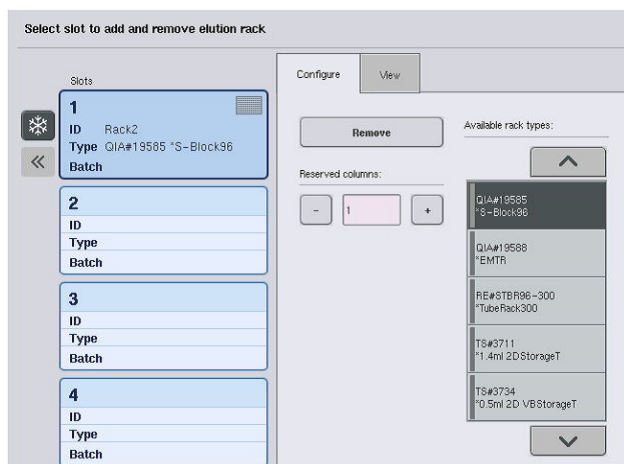 Select slot to add and remove elution rack
Slots
1
ID Rack2
Type QIA#19585 *S-Block96
Batch
2
ID
Type
Batch
3
ID
Type
Batch
4
ID
Type
Batch
Configure
View
Remove
Reserved columns:
-
1
+
Available rack types:
QIA#19585
*S-Block96
QIA#19588
*EMTR
RE#STBR96-300
*TubeRack300
TS#3711
*1.4ml 2DStorageT
TS#3734
*0.5ml 2D VBStorageT